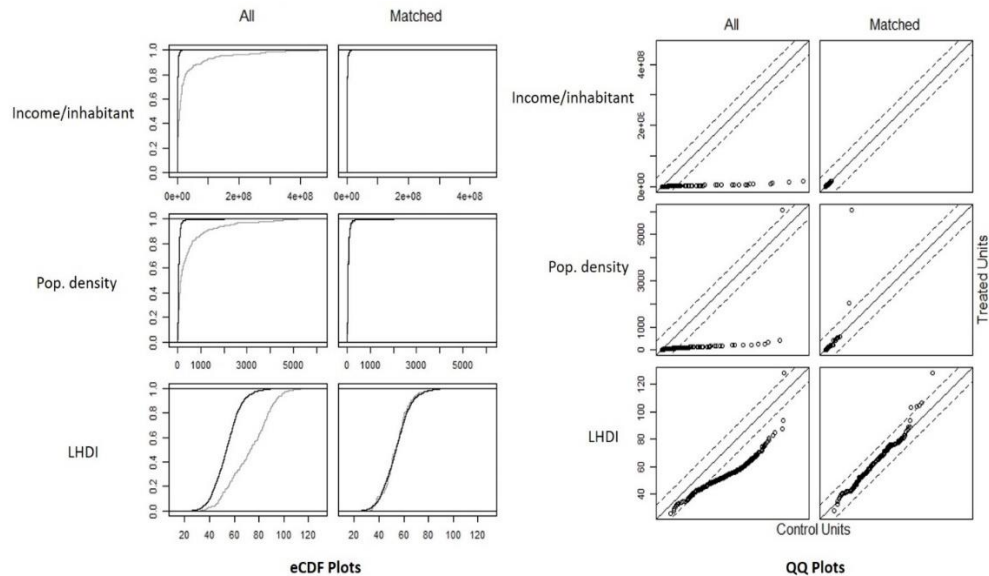 All Matched
Income/inhabitant
0.0 0.2 0.4 0.6 0.8 1.0
0e+00 2e+08 4e+08 0e+00 2e+08 4e+08
Pop. density
0.0 0.2 0.4 0.6 0.8 1.0
0 1000 3000 5000 0 1000 3000 5000
LHDI
0.0 0.2 0.4 0.6 0.8 1.0
20 40 60 80 100 120 20 40 60 80 100 120
eCDF Plots
All Matched
Income/inhabitant
0e+00 2e+08 4e+08
Pop. density
0 1000 3000 5000
LHDI
40 60 80 100 120
Control Units
Treated Units
QQ Plots